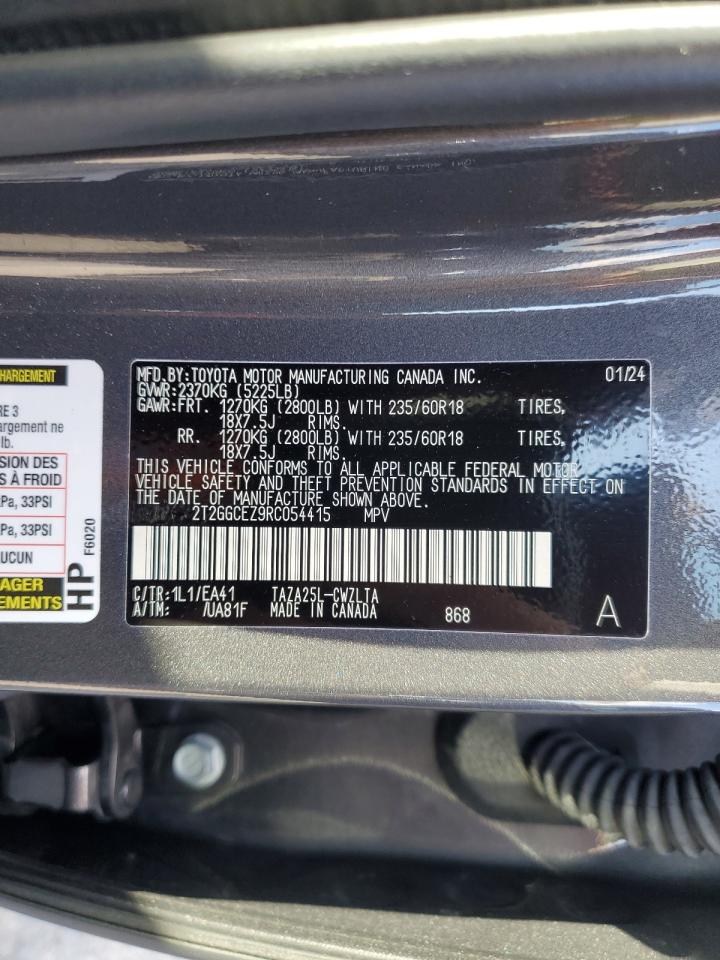 HARGEMENT
RE 3
chargement ne
lb.
SION DES
S À FROID
Pa, 33PSI
Pa, 33PSI
AUCUN
AGER
EMENTS
HP
F6020
MFD.BY:TOYOTA MOTOR MANUFACTURING CANADA INC. 01/24
GVWR:2370KG (5225LB)
GAWR:FRT. 1270KG (2800LB) WITH 235/60R18 TIRES,
18X7.5J RIMS.
RR. 1270KG (2800LB) WITH 235/60R18 TIRES,
18X7.5J RIMS.
THIS VEHICLE CONFORMS TO ALL APPLICABLE FEDERAL MOTOR
VEHICLE SAFETY AND THEFT PREVENTION STANDARDS IN EFFECT ON
THE DATE OF MANUFACTURE SHOWN ABOVE.
2T2GGCEZ9RC054415 MPV
C/TR:1L1/EA41 TAZA25L-CWZLTA
A/TM: /UA81F MADE IN CANADA 868 A